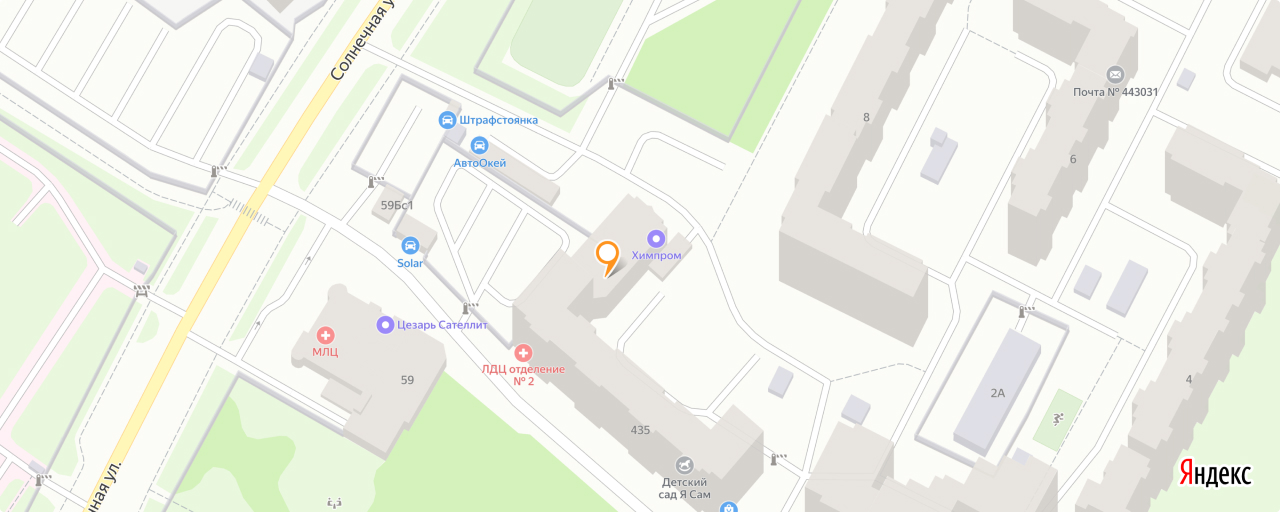 Солнечная у
Почта № 443031
Штрафстоянка
8
АвтоОкей
6
59Бс1
Химпром
Solar
Цезарь Сателлит
МЛЦ
ЛДЦ отделение
№ 2
59
4
2А
435
Детский
сад Я Сам
Яндекс
чная ул.